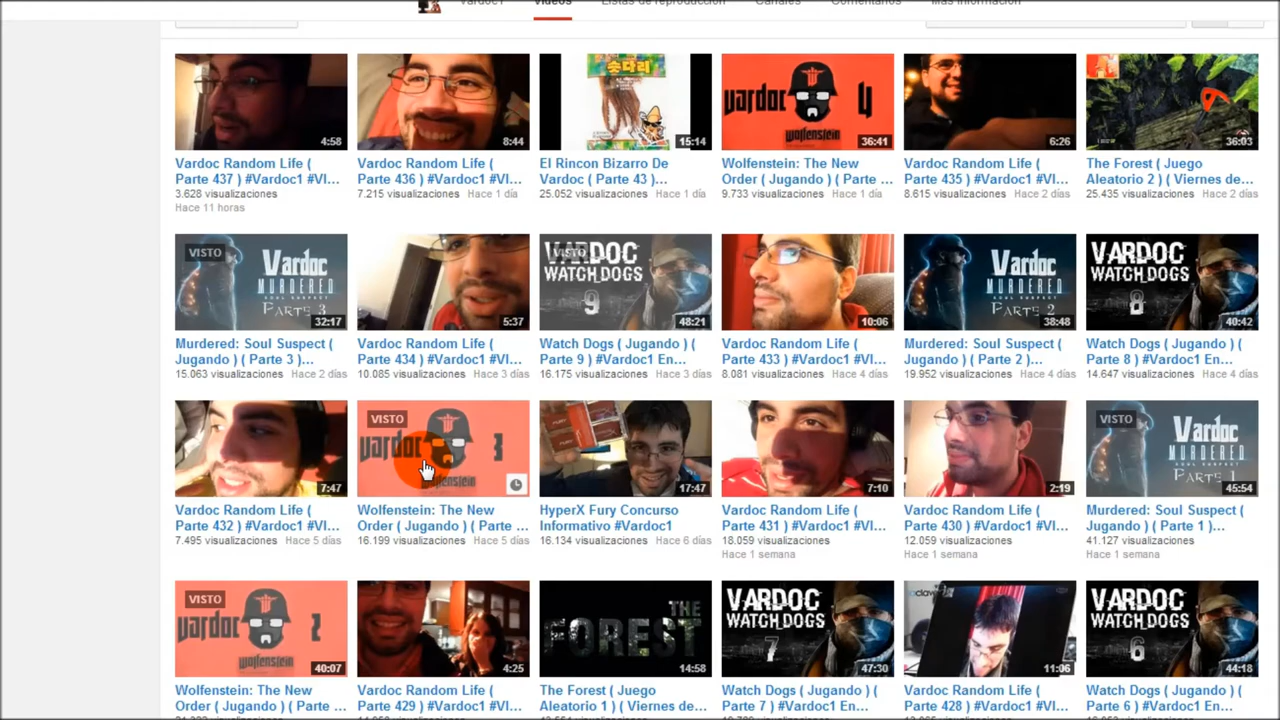 Vardoc1 Vídeos Listas de reproducción Canales Comentarios Más información
4:58 8:44 숏다리 15:14 vardoc 4 wolfenstein 36:41 6:26 36:03
Vardoc Random Life ( Vardoc Random Life ( El Rincon Bizarro De Wolfenstein: The New Vardoc Random Life ( The Forest ( Juego
Parte 437 ) #Vardoc1 #VI... Parte 436 ) #Vardoc1 #VI... Vardoc ( Parte 43 )... Order ( Jugando ) ( Parte ... Parte 435 ) #Vardoc1 #VI... Aleatorio 2 ) ( Viernes de...
3.628 visualizaciones 7.215 visualizaciones Hace 1 día 25.052 visualizaciones Hace 1 día 9.733 visualizaciones Hace 1 día 8.615 visualizaciones Hace 2 días 25.435 visualizaciones Hace 2 días
Hace 11 horas
VISTO Vardoc MURDERED SOUL SUSPECT PARTE 3 32:17 5:37 VISTO VARDOC WATCH DOGS 9 48:21 10:06 Vardoc MURDERED SOUL SUSPECT PARTE 2 38:48 VARDOC WATCH DOGS 8 40:42
Murdered: Soul Suspect ( Vardoc Random Life ( Watch Dogs ( Jugando ) ( Vardoc Random Life ( Murdered: Soul Suspect ( Watch Dogs ( Jugando ) (
Jugando ) ( Parte 3 )... Parte 434 ) #Vardoc1 #VI... Parte 9 ) #Vardoc1 En... Parte 433 ) #Vardoc1 #VI... Jugando ) ( Parte 2 )... Parte 8 ) #Vardoc1 En...
15.063 visualizaciones Hace 2 días 10.085 visualizaciones Hace 3 días 16.175 visualizaciones Hace 3 días 8.081 visualizaciones Hace 4 días 19.952 visualizaciones Hace 4 días 14.647 visualizaciones Hace 4 días
7:47 VISTO vardoc 3 wolfenstein 17:47 7:10 2:19 VISTO Vardoc MURDERED SOUL SUSPECT PARTE 1 45:54
Vardoc Random Life ( Wolfenstein: The New HyperX Fury Concurso Vardoc Random Life ( Vardoc Random Life ( Murdered: Soul Suspect (
Parte 432 ) #Vardoc1 #VI... Order ( Jugando ) ( Parte ... Informativo #Vardoc1 Parte 431 ) #Vardoc1 #VI... Parte 430 ) #Vardoc1 #VI... Jugando ) ( Parte 1 )...
7.495 visualizaciones Hace 5 días 16.199 visualizaciones Hace 5 días 16.134 visualizaciones Hace 6 días 18.059 visualizaciones 12.059 visualizaciones 41.127 visualizaciones
Hace 1 semana Hace 1 semana Hace 1 semana
VISTO vardoc 2 wolfenstein 40:07 4:25 THE FOREST 14:58 VARDOC WATCH DOGS 7 47:30 11:06 VARDOC WATCH DOGS 6 44:18
Wolfenstein: The New Vardoc Random Life ( The Forest ( Juego Watch Dogs ( Jugando ) ( Vardoc Random Life ( Watch Dogs ( Jugando ) (
Order ( Jugando ) ( Parte ... Parte 429 ) #Vardoc1 #VI... Aleatorio 1 ) ( Viernes de... Parte 7 ) #Vardoc1 En... Parte 428 ) #Vardoc1 #VI... Parte 6 ) #Vardoc1 En...